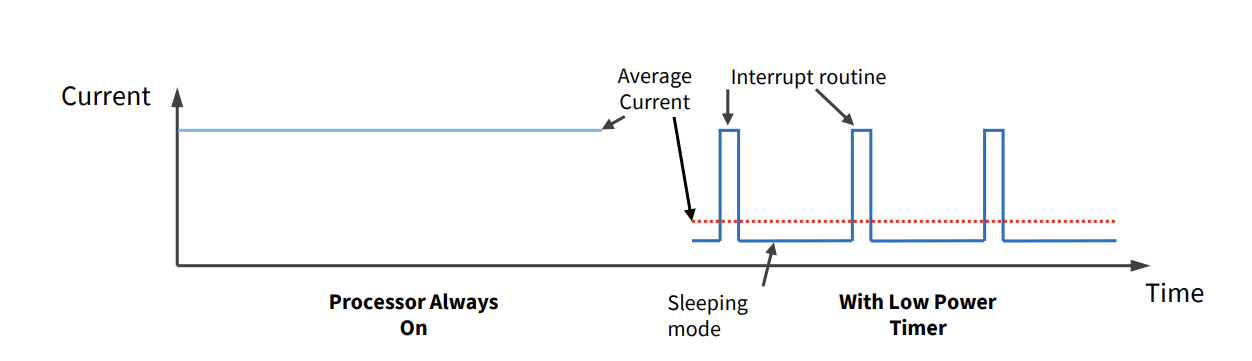 Current
Average
Current
Interrupt routine
Sleeping
mode
Time
Processor Always
On
With Low Power
Timer